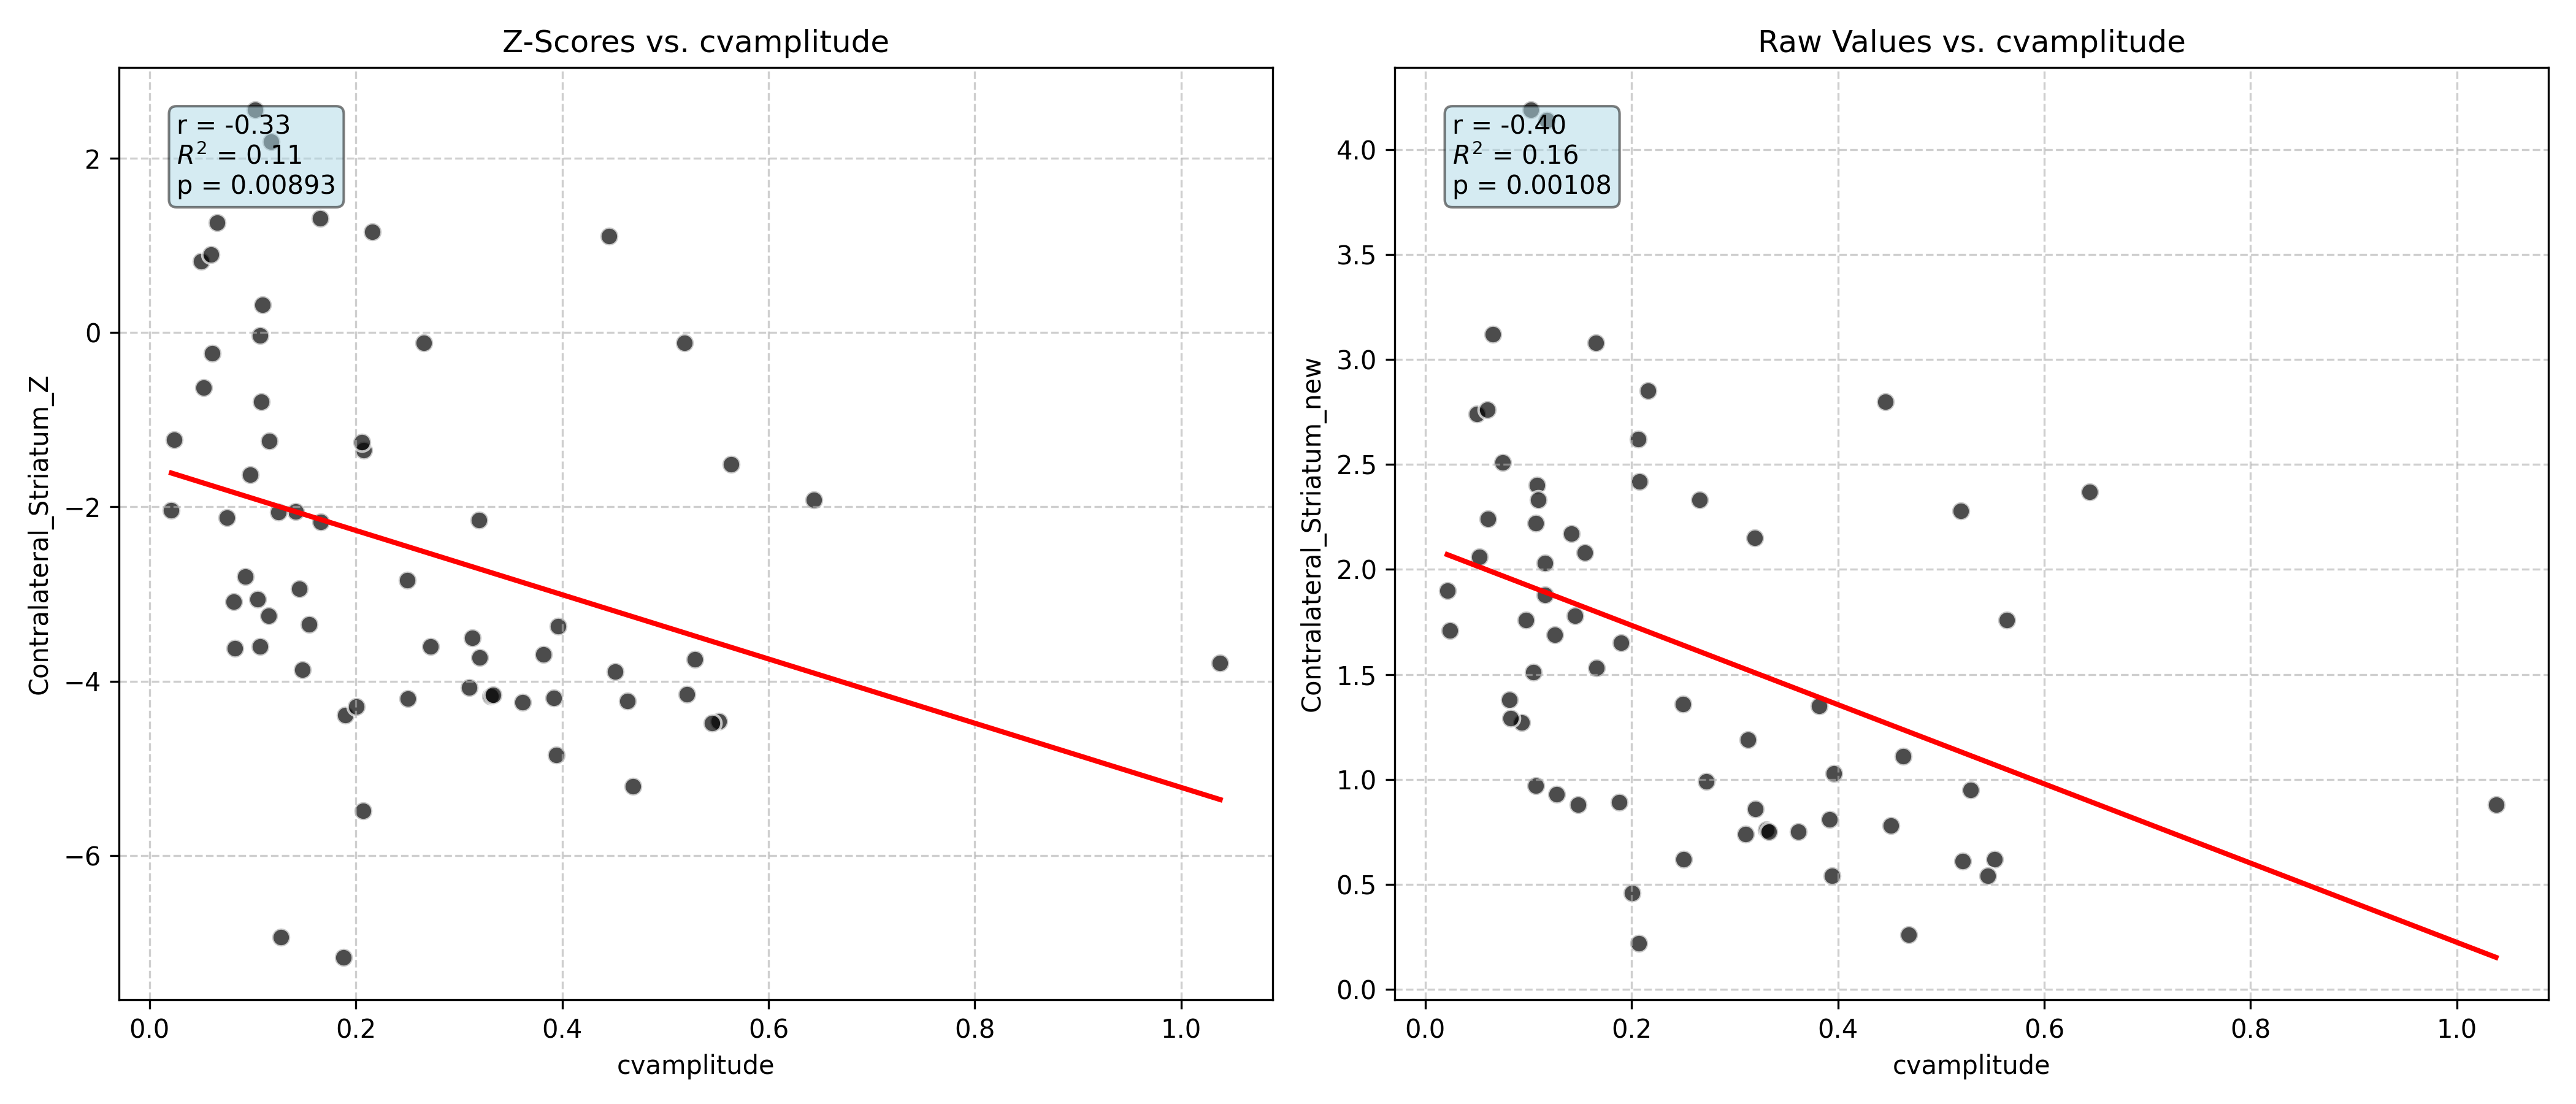 Z-Scores vs. cvamplitude
r = -0.33
R² = 0.11
p = 0.00893
2
0
−2
−4
−6
Contralateral_Striatum_Z
0.0 0.2 0.4 0.6 0.8 1.0
cvamplitude
Raw Values vs. cvamplitude
r = -0.40
R² = 0.16
p = 0.00108
4.0
3.5
3.0
2.5
2.0
1.5
1.0
0.5
0.0
Contralateral_Striatum_new
0.0 0.2 0.4 0.6 0.8 1.0
cvamplitude